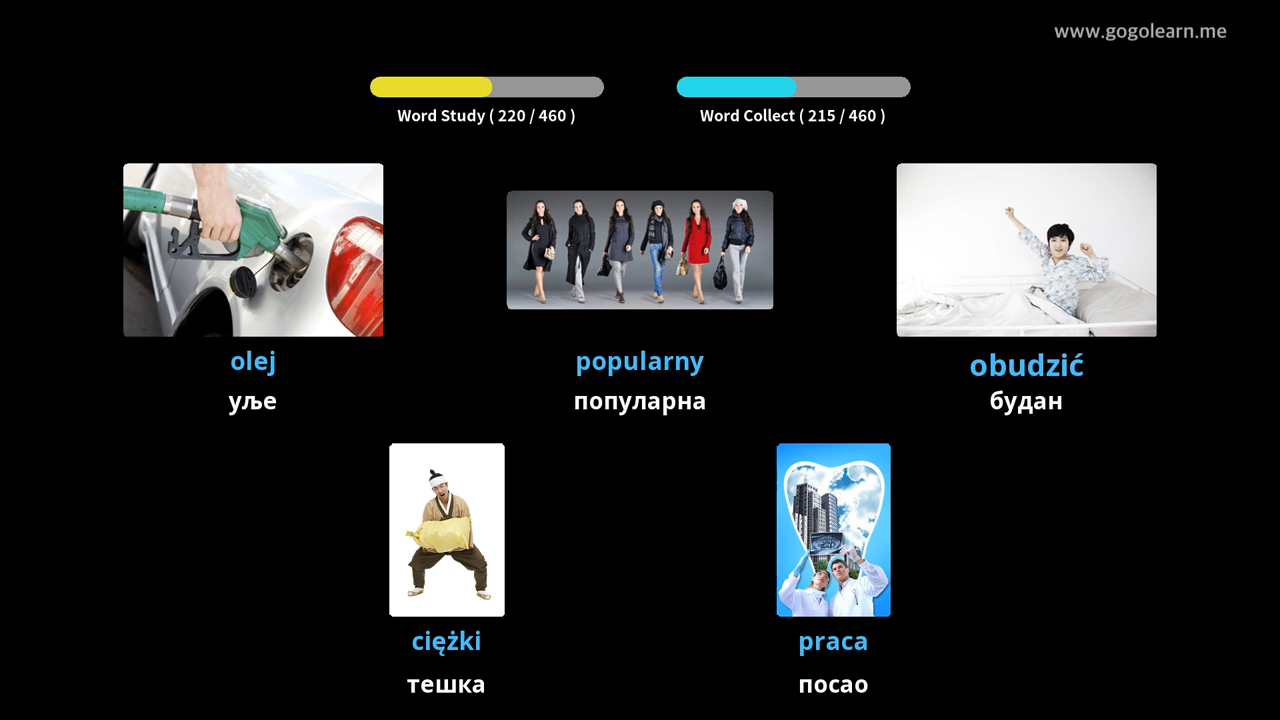 www.gogolearn.me
Word Study ( 220 / 460 )
Word Collect ( 215 / 460 )
olej
уље
popularny
популарна
obudzić
будан
ciężki
тешка
praca
посао